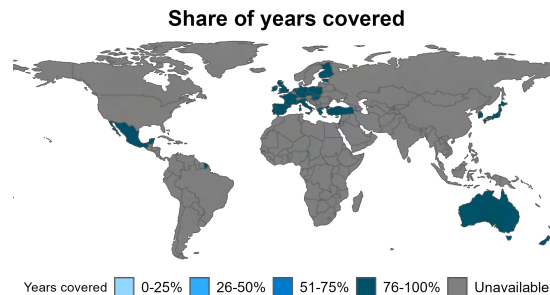 Share of years covered
Years covered 0-25% 26-50% 51-75% 76-100% Unavailable